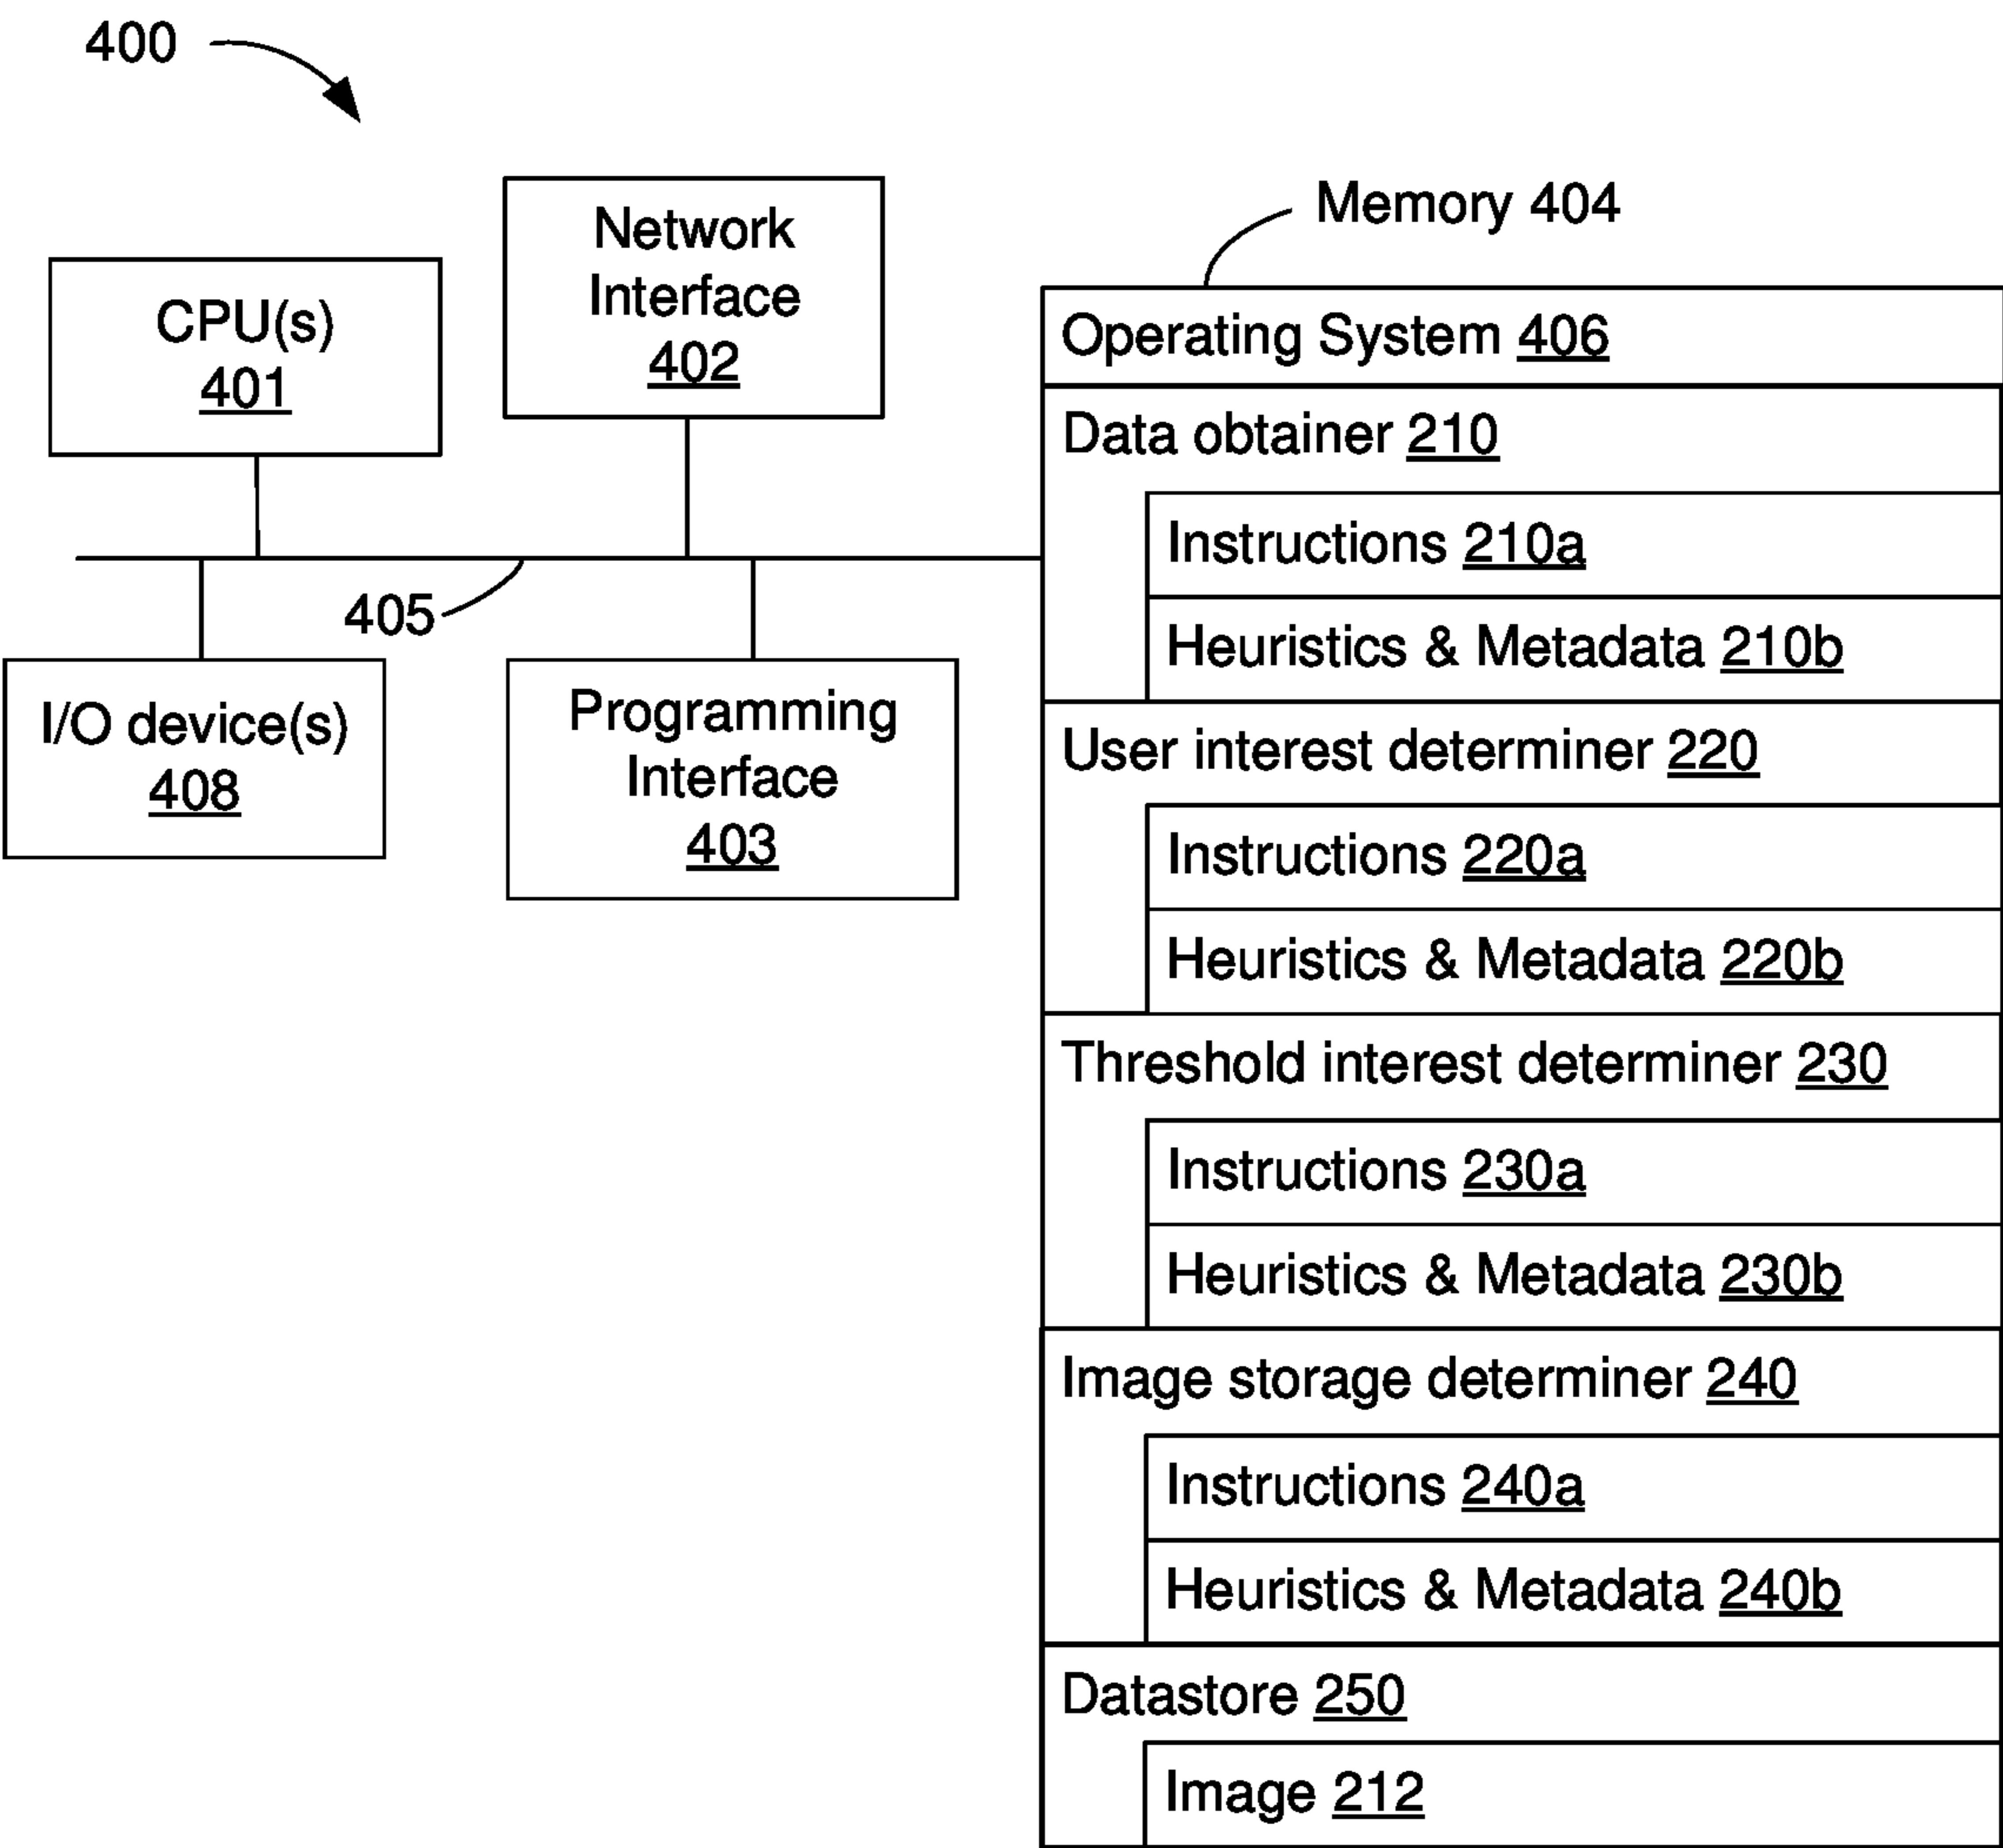 400
Network
Interface
402
Memory 404
CPU(s)
401
405
I/O device(s)
408
Programming
Interface
403
Operating System 406
Data obtainer 210
Instructions 210a
Heuristics & Metadata 210b
User interest determiner 220
Instructions 220a
Heuristics & Metadata 220b
Threshold interest determiner 230
Instructions 230a
Heuristics & Metadata 230b
Image storage determiner 240
Instructions 240a
Heuristics & Metadata 240b
Datastore 250
Image 212